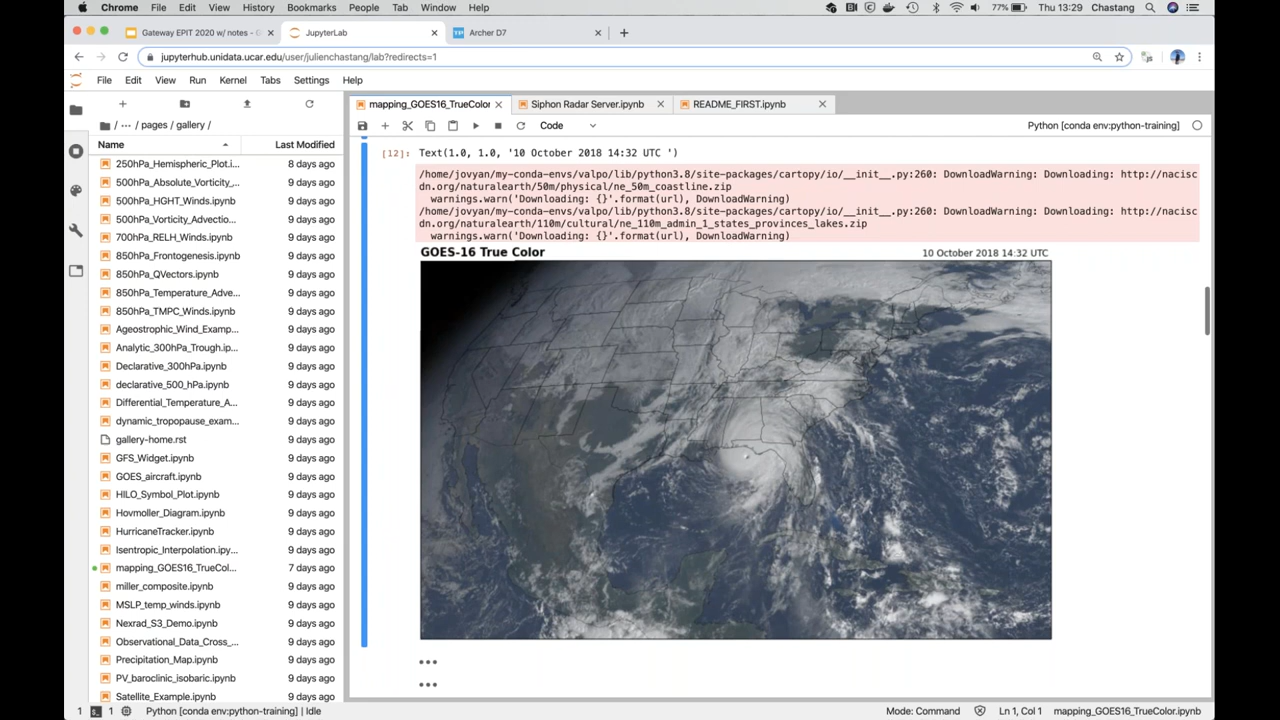 Chrome File Edit View History Bookmarks People Tab Window Help 77% Thu 13:29 Chastang
Gateway EPIT 2020 w/ notes - G × JupyterLab × Archer D7 × +
jupyterhub.unidata.ucar.edu/user/julienchastang/lab?redirects=1
File Edit View Run Kernel Tabs Settings Help
mapping_GOES16_TrueColor × Siphon Radar Server.ipynb × README_FIRST.ipynb ×
/ ··· / pages / gallery /
Code Python [conda env:python-training]
Name Last Modified
250hPa_Hemispheric_Plot.i... 8 days ago
500hPa_Absolute_Vorticity_... 9 days ago
500hPa_HGHT_Winds.ipynb 9 days ago
500hPa_Vorticity_Advectio... 9 days ago
700hPa_RELH_Winds.ipynb 9 days ago
850hPa_Frontogenesis.ipynb 9 days ago
850hPa_QVectors.ipynb 9 days ago
850hPa_Temperature_Adve... 9 days ago
850hPa_TMPC_Winds.ipynb 9 days ago
Ageostrophic_Wind_Examp... 9 days ago
Analytic_300hPa_Trough.ip... 9 days ago
Declarative_300hPa.ipynb 9 days ago
declarative_500_hPa.ipynb 9 days ago
Differential_Temperature_A... 9 days ago
dynamic_tropopause_exam... 9 days ago
gallery-home.rst 9 days ago
GFS_Widget.ipynb 9 days ago
GOES_aircraft.ipynb 9 days ago
HILO_Symbol_Plot.ipynb 9 days ago
Hovmoller_Diagram.ipynb 9 days ago
HurricaneTracker.ipynb 9 days ago
Isentropic_Interpolation.ipy... 9 days ago
mapping_GOES16_TrueCol... 7 days ago
miller_composite.ipynb 9 days ago
MSLP_temp_winds.ipynb 9 days ago
Nexrad_S3_Demo.ipynb 9 days ago
Observational_Data_Cross_... 9 days ago
Precipitation_Map.ipynb 9 days ago
PV_baroclinic_isobaric.ipynb 9 days ago
Satellite_Example.ipynb 9 days ago
[12]: Text(1.0, 1.0, '10 October 2018 14:32 UTC ')
/home/jovyan/my-conda-envs/valpo/lib/python3.8/site-packages/cartopy/io/__init__.py:260: DownloadWarning: Downloading: http://nacis
dn.org/naturalearth/50m/physical/ne_50m_coastline.zip
warnings.warn('Downloading: {}'.format(url), DownloadWarning)
/home/jovyan/my-conda-envs/valpo/lib/python3.8/site-packages/cartopy/io/__init__.py:260: DownloadWarning: Downloading: http://nacis
dn.org/naturalearth/110m/cultural/ne_110m_admin_1_states_provinces_lakes.zip
warnings.warn('Downloading: {}'.format(url), DownloadWarning)
GOES-16 True Color 10 October 2018 14:32 UTC
1 1 Python [conda env:python-training] | Idle Mode: Command Ln 1, Col 1 mapping_GOES16_TrueColor.ipynb